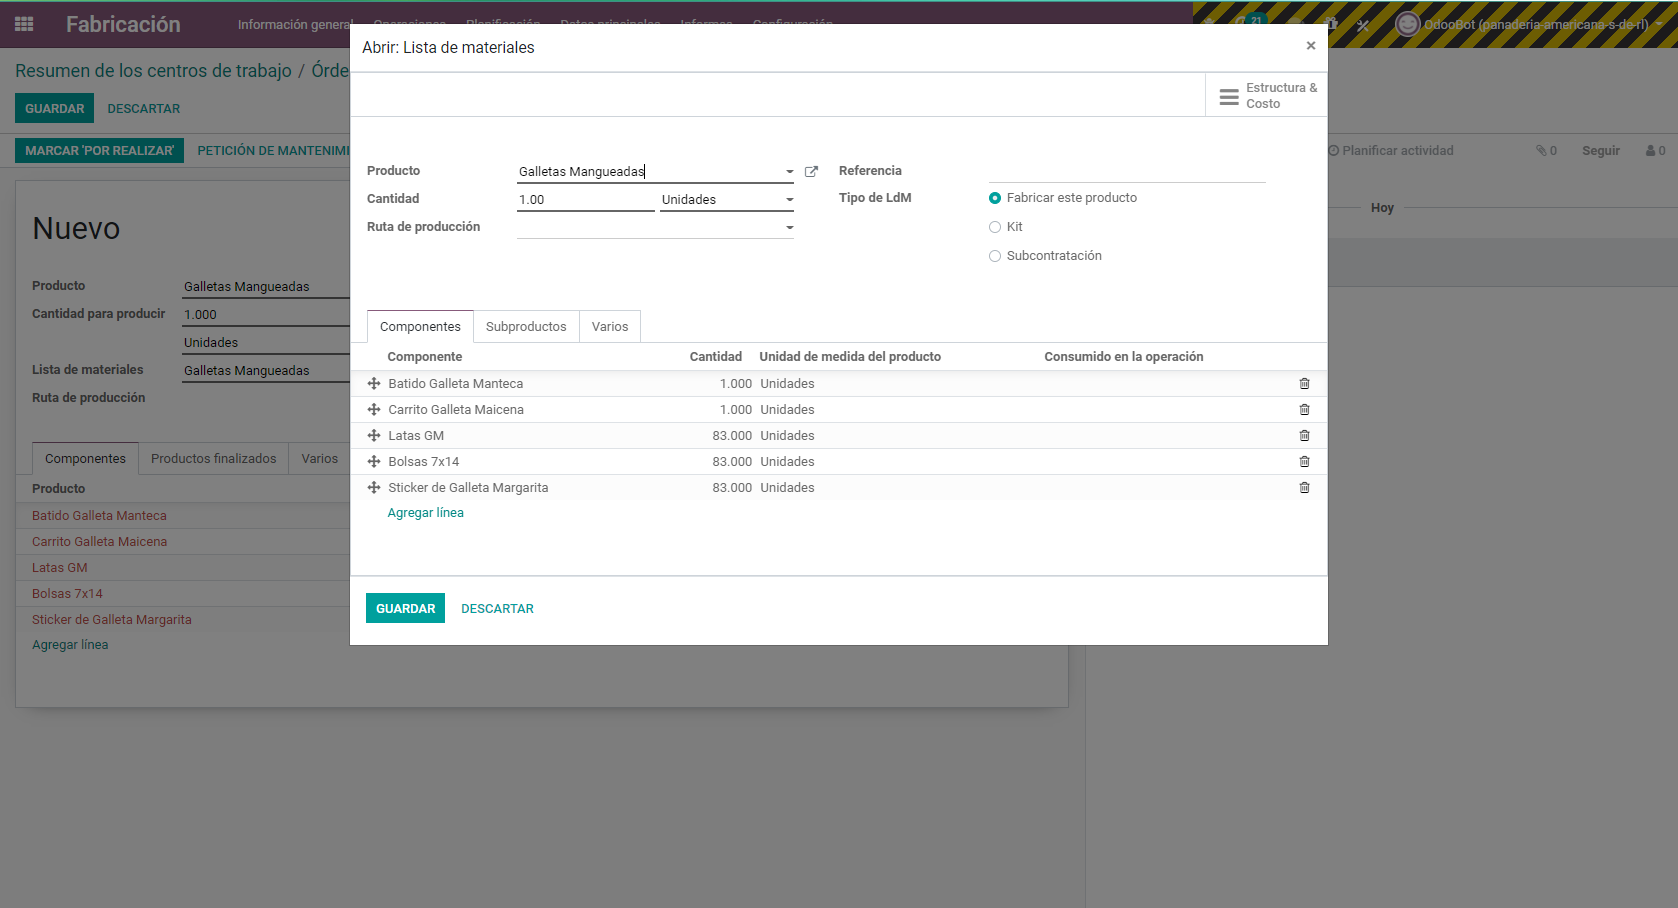 Fabricación
Información general Operaciones Planificación Datos principales Informes Configuración
21
OdooBot (panaderia-americana-s-de-rl)
Resumen de los centros de trabajo / Órde
GUARDAR DESCARTAR
MARCAR 'POR REALIZAR' PETICIÓN DE MANTENIMI
Planificar actividad 0 Seguir 0
Hoy
Nuevo
Producto Galletas Mangueadas
Cantidad para producir 1.000
Unidades
Lista de materiales Galletas Mangueadas
Ruta de producción
Componentes Productos finalizados Varios
Producto
Batido Galleta Manteca
Carrito Galleta Maicena
Latas GM
Bolsas 7x14
Sticker de Galleta Margarita
Agregar línea
Abrir: Lista de materiales ×
Estructura &
Costo
Producto Galletas Mangueadas Referencia
Cantidad 1.00 Unidades Tipo de LdM Fabricar este producto
Ruta de producción Kit
Subcontratación
Componentes Subproductos Varios
Componente Cantidad Unidad de medida del producto Consumido en la operación
Batido Galleta Manteca 1.000 Unidades
Carrito Galleta Maicena 1.000 Unidades
Latas GM 83.000 Unidades
Bolsas 7x14 83.000 Unidades
Sticker de Galleta Margarita 83.000 Unidades
Agregar línea
GUARDAR DESCARTAR